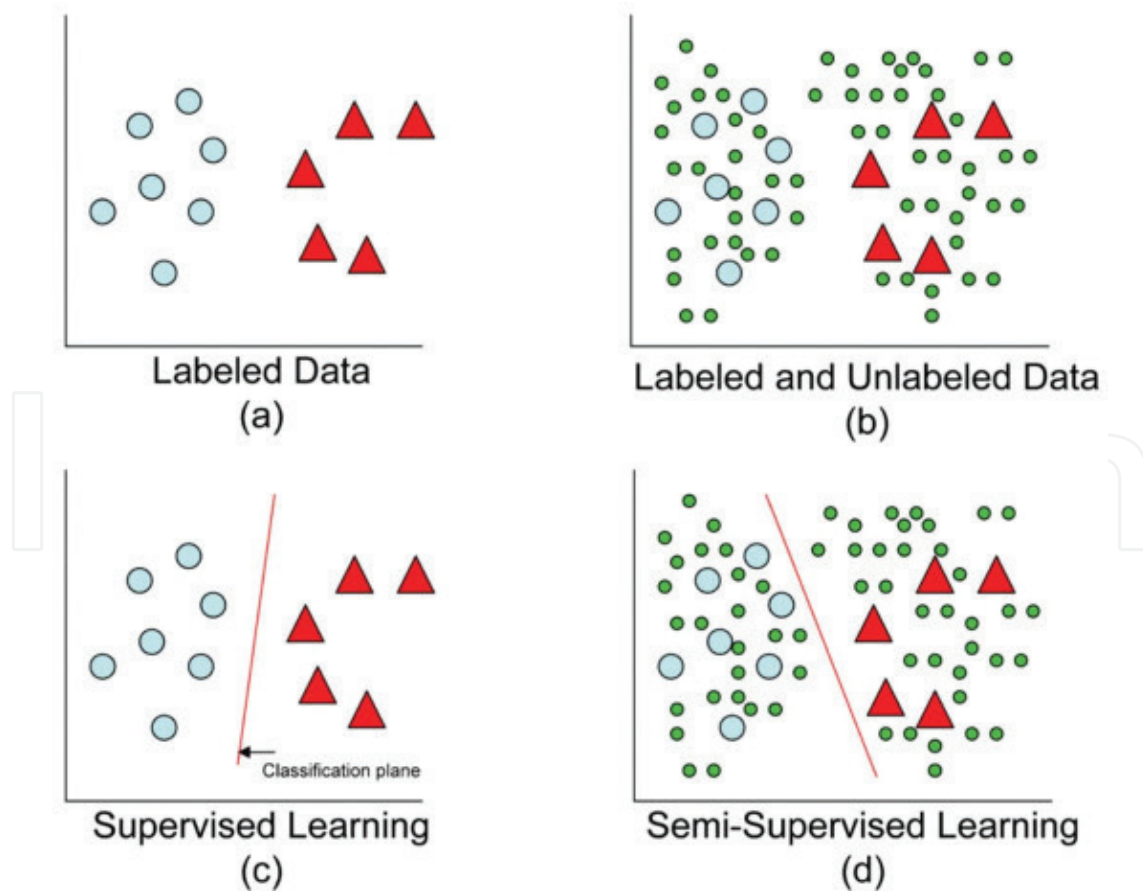 Labeled Data
(a)
Labeled and Unlabeled Data
(b)
Classification plane
Supervised Learning
(c)
Semi-Supervised Learning
(d)